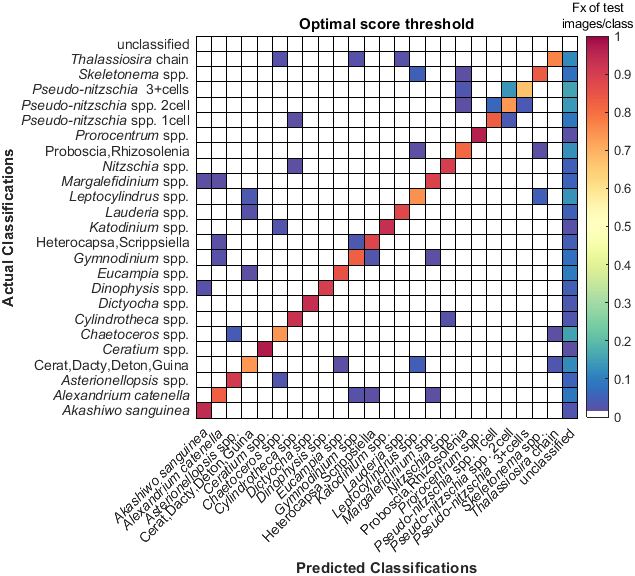 Optimal score threshold
Fx of test
images/class
unclassified
Thalassiosira chain
Skeletonema spp.
Pseudo-nitzschia 3+cells
Pseudo-nitzschia spp. 2cell
Pseudo-nitzschia spp. 1cell
Prorocentrum spp.
Proboscia,Rhizosolenia
Nitzschia spp.
Margalefidinium spp.
Leptocylindrus spp.
Lauderia spp.
Katodinium spp.
Heterocapsa,Scrippsiella
Gymnodinium spp.
Eucampia spp.
Dinophysis spp.
Dictyocha spp.
Cylindrotheca spp.
Chaetoceros spp.
Ceratium spp.
Cerat,Dacty,Deton,Guina
Asterionellopsis spp.
Alexandrium catenella
Akashiwo sanguinea
Actual Classifications
1
0.9
0.8
0.7
0.6
0.5
0.4
0.3
0.2
0.1
0
Akashiwo sanguinea
Alexandrium catenella
Asterionellopsis spp
Cerat,Dacty,Deton,Guina
Ceratium spp
Chaetoceros spp
Cylindrotheca spp
Dictyocha spp
Dinophysis spp
Eucampia spp
Gymnodinium spp
Heterocapsa,Scrippsiella
Katodinium spp
Lauderia spp
Leptocylindrus spp
Margalefidinium spp
Nitzschia spp
Proboscia,Rhizosolenia
Prorocentrum spp
Pseudo-nitzschia spp. 1cell
Pseudo-nitzschia spp. 2cell
Pseudo-nitzschia 3+cells
Skeletonema spp
Thalassiosira chain
unclassified
Predicted Classifications